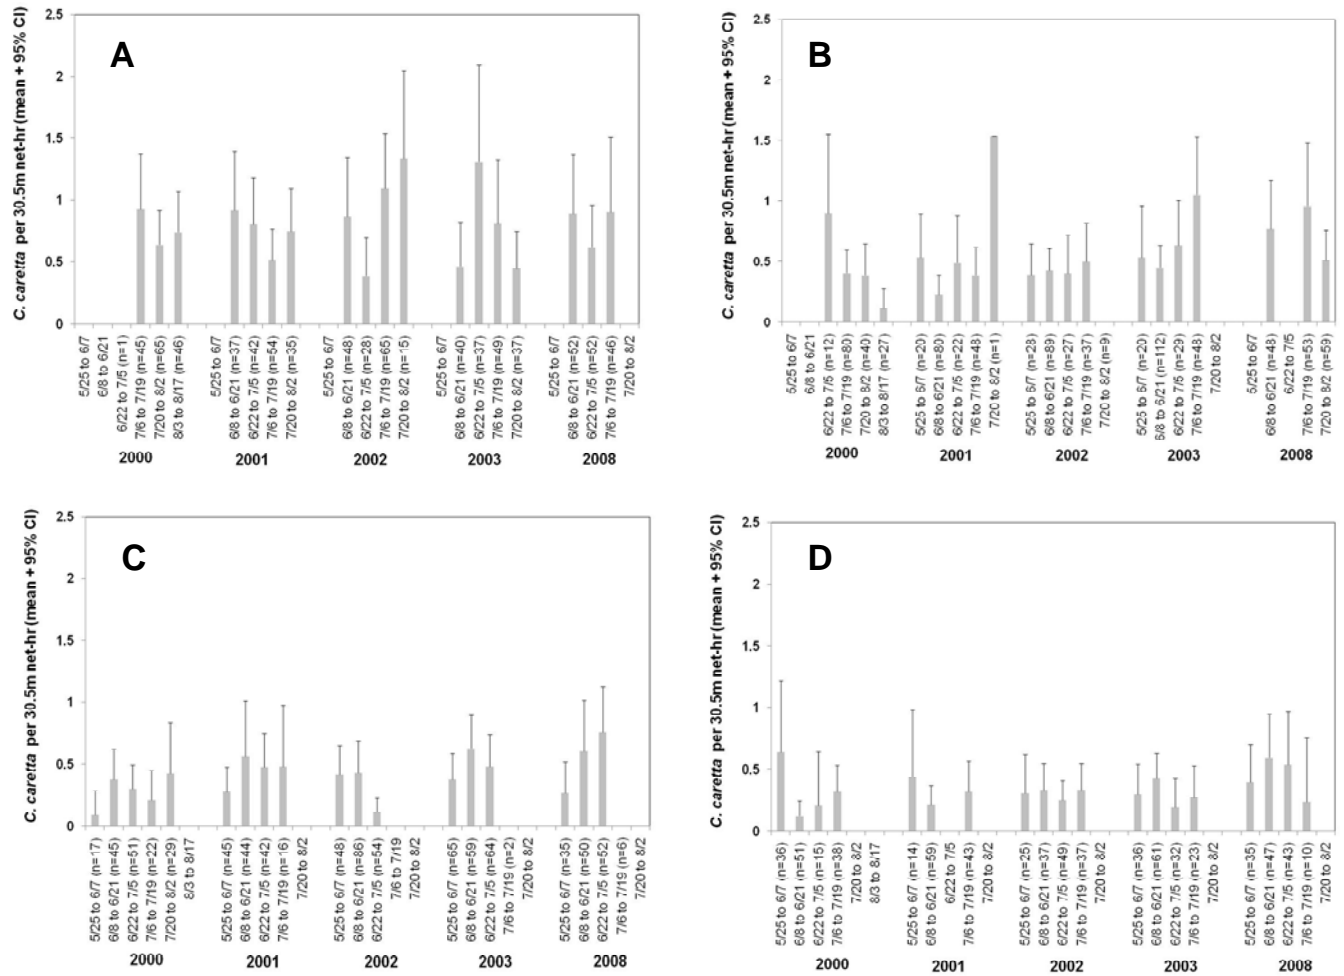 A
C. caretta per 30.5m net-hr (mean + 95% CI)
2.5
2
1.5
1
0.5
0
5/25 to 6/7
6/8 to 6/21
6/22 to 7/5 (n=1)
7/6 to 7/19 (n=45)
7/20 to 8/2 (n=65)
8/3 to 8/17 (n=46)
5/25 to 6/7
6/8 to 6/21 (n=37)
6/22 to 7/5 (n=42)
7/6 to 7/19 (n=54)
7/20 to 8/2 (n=35)
5/25 to 6/7
6/8 to 6/21 (n=48)
6/22 to 7/5 (n=28)
7/6 to 7/19 (n=65)
7/20 to 8/2 (n=15)
5/25 to 6/7
6/8 to 6/21 (n=40)
6/22 to 7/5 (n=37)
7/6 to 7/19 (n=49)
7/20 to 8/2 (n=37)
5/25 to 6/7
6/8 to 6/21 (n=52)
6/22 to 7/5 (n=52)
7/6 to 7/19 (n=46)
7/20 to 8/2
2000 2001 2002 2003 2008
B
C. caretta per 30.5m net-hr (mean + 95% CI)
2.5
2
1.5
1
0.5
0
5/25 to 6/7
6/8 to 6/21
6/22 to 7/5 (n=12)
7/6 to 7/19 (n=80)
7/20 to 8/2 (n=40)
8/3 to 8/17 (n=27)
5/25 to 6/7 (n=20)
6/8 to 6/21 (n=80)
6/22 to 7/5 (n=22)
7/6 to 7/19 (n=48)
7/20 to 8/2 (n=1)
5/25 to 6/7 (n=28)
6/8 to 6/21 (n=89)
6/22 to 7/5 (n=27)
7/6 to 7/19 (n=37)
7/20 to 8/2 (n=9)
5/25 to 6/7 (n=20)
6/8 to 6/21 (n=112)
6/22 to 7/5 (n=29)
7/6 to 7/19 (n=48)
7/20 to 8/2
5/25 to 6/7
6/8 to 6/21 (n=48)
6/22 to 7/5
7/6 to 7/19 (n=53)
7/20 to 8/2 (n=59)
2000 2001 2002 2003 2008
C
C. caretta per 30.5m net-hr (mean + 95% CI)
2.5
2
1.5
1
0.5
0
5/25 to 6/7 (n=17)
6/8 to 6/21 (n=45)
6/22 to 7/5 (n=51)
7/6 to 7/19 (n=22)
7/20 to 8/2 (n=29)
8/3 to 8/17
5/25 to 6/7 (n=45)
6/8 to 6/21 (n=44)
6/22 to 7/5 (n=42)
7/6 to 7/19 (n=16)
7/20 to 8/2
5/25 to 6/7 (n=48)
6/8 to 6/21 (n=86)
6/22 to 7/5 (n=54)
7/6 to 7/19
7/20 to 8/2
5/25 to 6/7 (n=65)
6/8 to 6/21 (n=59)
6/22 to 7/5 (n=64)
7/6 to 7/19 (n=2)
7/20 to 8/2
5/25 to 6/7 (n=35)
6/8 to 6/21 (n=50)
6/22 to 7/5 (n=52)
7/6 to 7/19 (n=6)
7/20 to 8/2
2000 2001 2002 2003 2008
D
C. caretta per 30.5m net-hr (mean + 95% CI)
2.5
2
1.5
1
0.5
0
5/25 to 6/7 (n=36)
6/8 to 6/21 (n=51)
6/22 to 7/5 (n=15)
7/6 to 7/19 (n=38)
7/20 to 8/2
8/3 to 8/17
5/25 to 6/7 (n=14)
6/8 to 6/21 (n=59)
6/22 to 7/5
7/6 to 7/19 (n=43)
7/20 to 8/2
5/25 to 6/7 (n=25)
6/8 to 6/21 (n=37)
6/22 to 7/5 (n=49)
7/6 to 7/19 (n=37)
7/20 to 8/2
5/25 to 6/7 (n=36)
6/8 to 6/21 (n=61)
6/22 to 7/5 (n=32)
7/6 to 7/19 (n=23)
7/20 to 8/2
5/25 to 6/7 (n=35)
6/8 to 6/21 (n=47)
6/22 to 7/5 (n=43)
7/6 to 7/19 (n=10)
7/20 to 8/2
2000 2001 2002 2003 2008